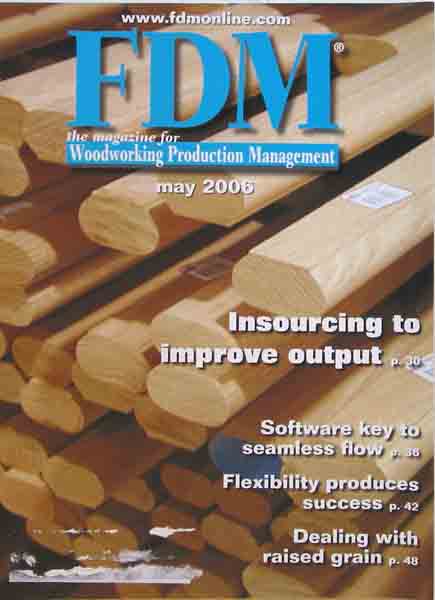 www.fdmonline.com
FDM®
the magazine for
Woodworking Production Management
may 2006
Insourcing to
improve output p. 30
Software key to
seamless flow p. 36
Flexibility produces
success p. 42
Dealing with
raised grain p. 48